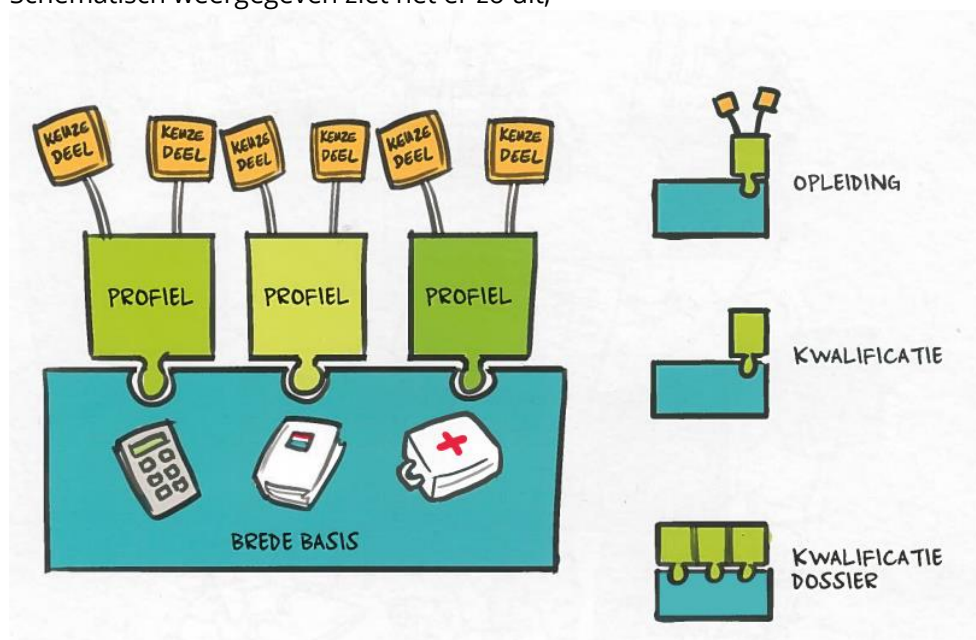 Schematisch weergegeven ziet het er zo uit,
KEUZE
DEEL
KEUZE
DEEL
KEUZE
DEEL
KEUZE
DEEL
KEUZE
DEEL
KEUZE
DEEL
PROFIEL
PROFIEL
PROFIEL
BREDE BASIS
OPLEIDING
KWALIFICATIE
KWALIFICATIE
DOSSIER